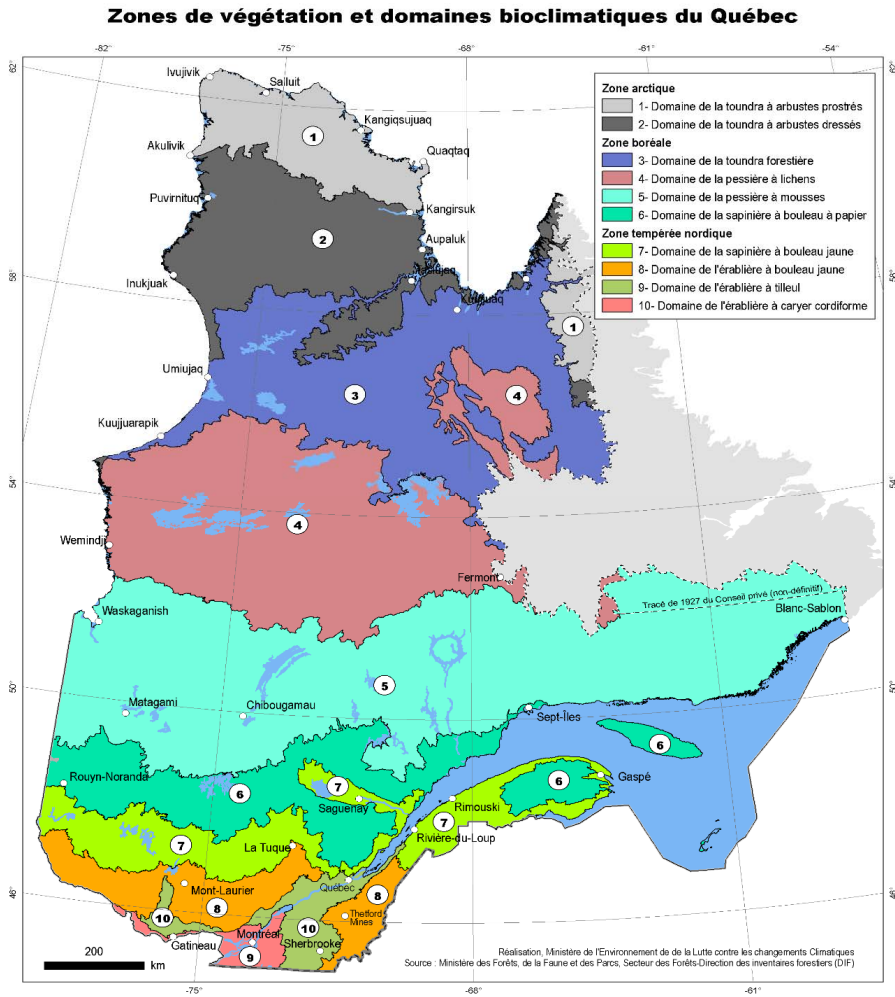 Zones de végétation et domaines bioclimatiques du Québec
-82° -75° -68° -61° -54°
62° 62°
Ivujivik
Salluit
Kangiqsujuaq
1
Akulivik
Quaqtaq
Puvirnituq
Kangirsuk
2
Aupaluk
58° 58°
Inukjuak
Kuujjuaq
1
Umiujaq
3
4
Kuujjuarapik
54° 54°
4
Wemindji
Fermont
Tracé de 1927 du Conseil privé (non-définitif)
Blanc-Sablon
Waskaganish
50° 50°
5
Matagami
Chibougamau
Sept-Iles
6
Rouyn-Noranda
7
6
Gaspé
6
Saguenay
Rimouski
7
Rivière-du-Loup
7
La Tuque
Québec
46° 46°
Mont-Laurier
8
8
Thetford
Mines
10
10
Montréal
Gatineau
Sherbrooke
9
Zone arctique
1- Domaine de la toundra à arbustes prostrés
2- Domaine de la toundra à arbustes dressés
Zone boréale
3- Domaine de la toundra forestière
4- Domaine de la pessière à lichens
5- Domaine de la pessière à mousses
6- Domaine de la sapinière à bouleau à papier
Zone tempérée nordique
7- Domaine de la sapinière à bouleau jaune
8- Domaine de l'érablière à bouleau jaune
9- Domaine de l'érablière à tilleul
10- Domaine de l'érablière à caryer cordiforme
200
km
Réalisation, Ministère de l'Environnement de de la Lutte contre les changements Climatiques
Source : Ministère des Forêts, de la Faune et des Parcs, Secteur des Forêts-Direction des inventaires forestiers (DIF)
-75° -68° -61°